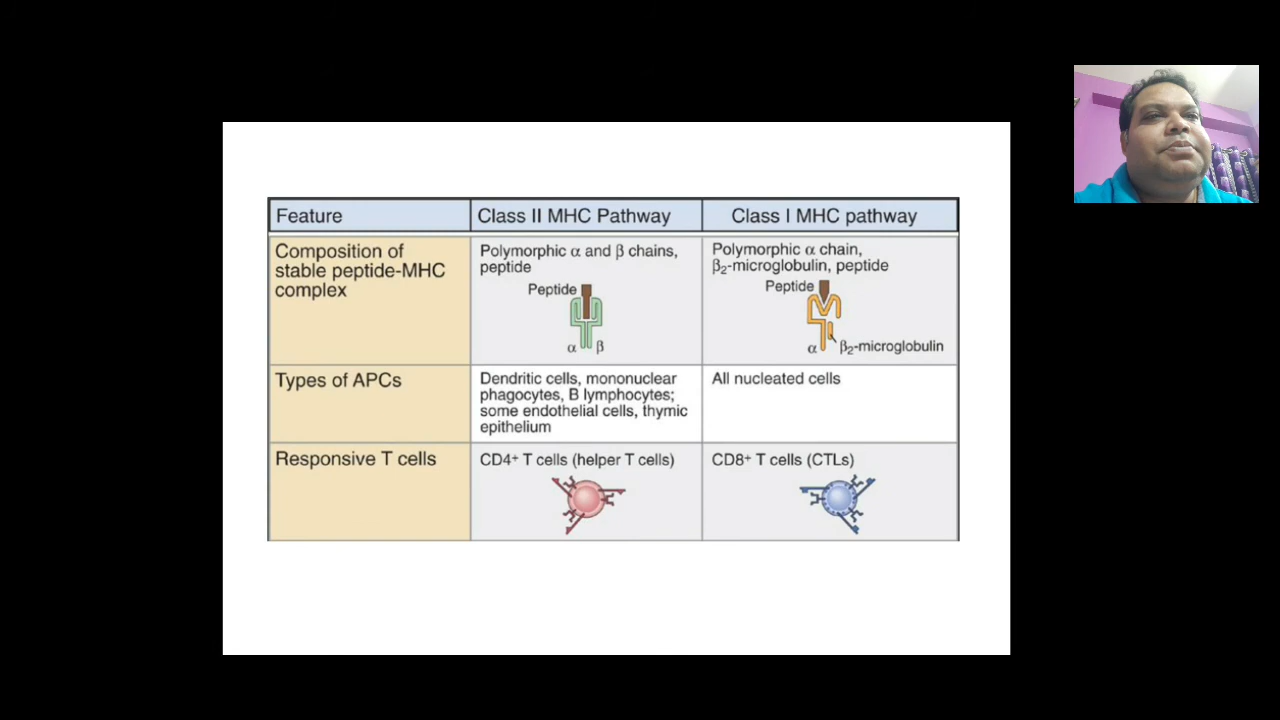 Feature
Class II MHC Pathway
Class I MHC pathway
Composition of
stable peptide-MHC
complex
Polymorphic α and β chains,
peptide
Peptide
α β
Polymorphic α chain,
β₂-microglobulin, peptide
Peptide
α β₂-microglobulin
Types of APCs
Dendritic cells, mononuclear
phagocytes, B lymphocytes;
some endothelial cells, thymic
epithelium
All nucleated cells
Responsive T cells
CD4⁺ T cells (helper T cells)
CD8⁺ T cells (CTLs)